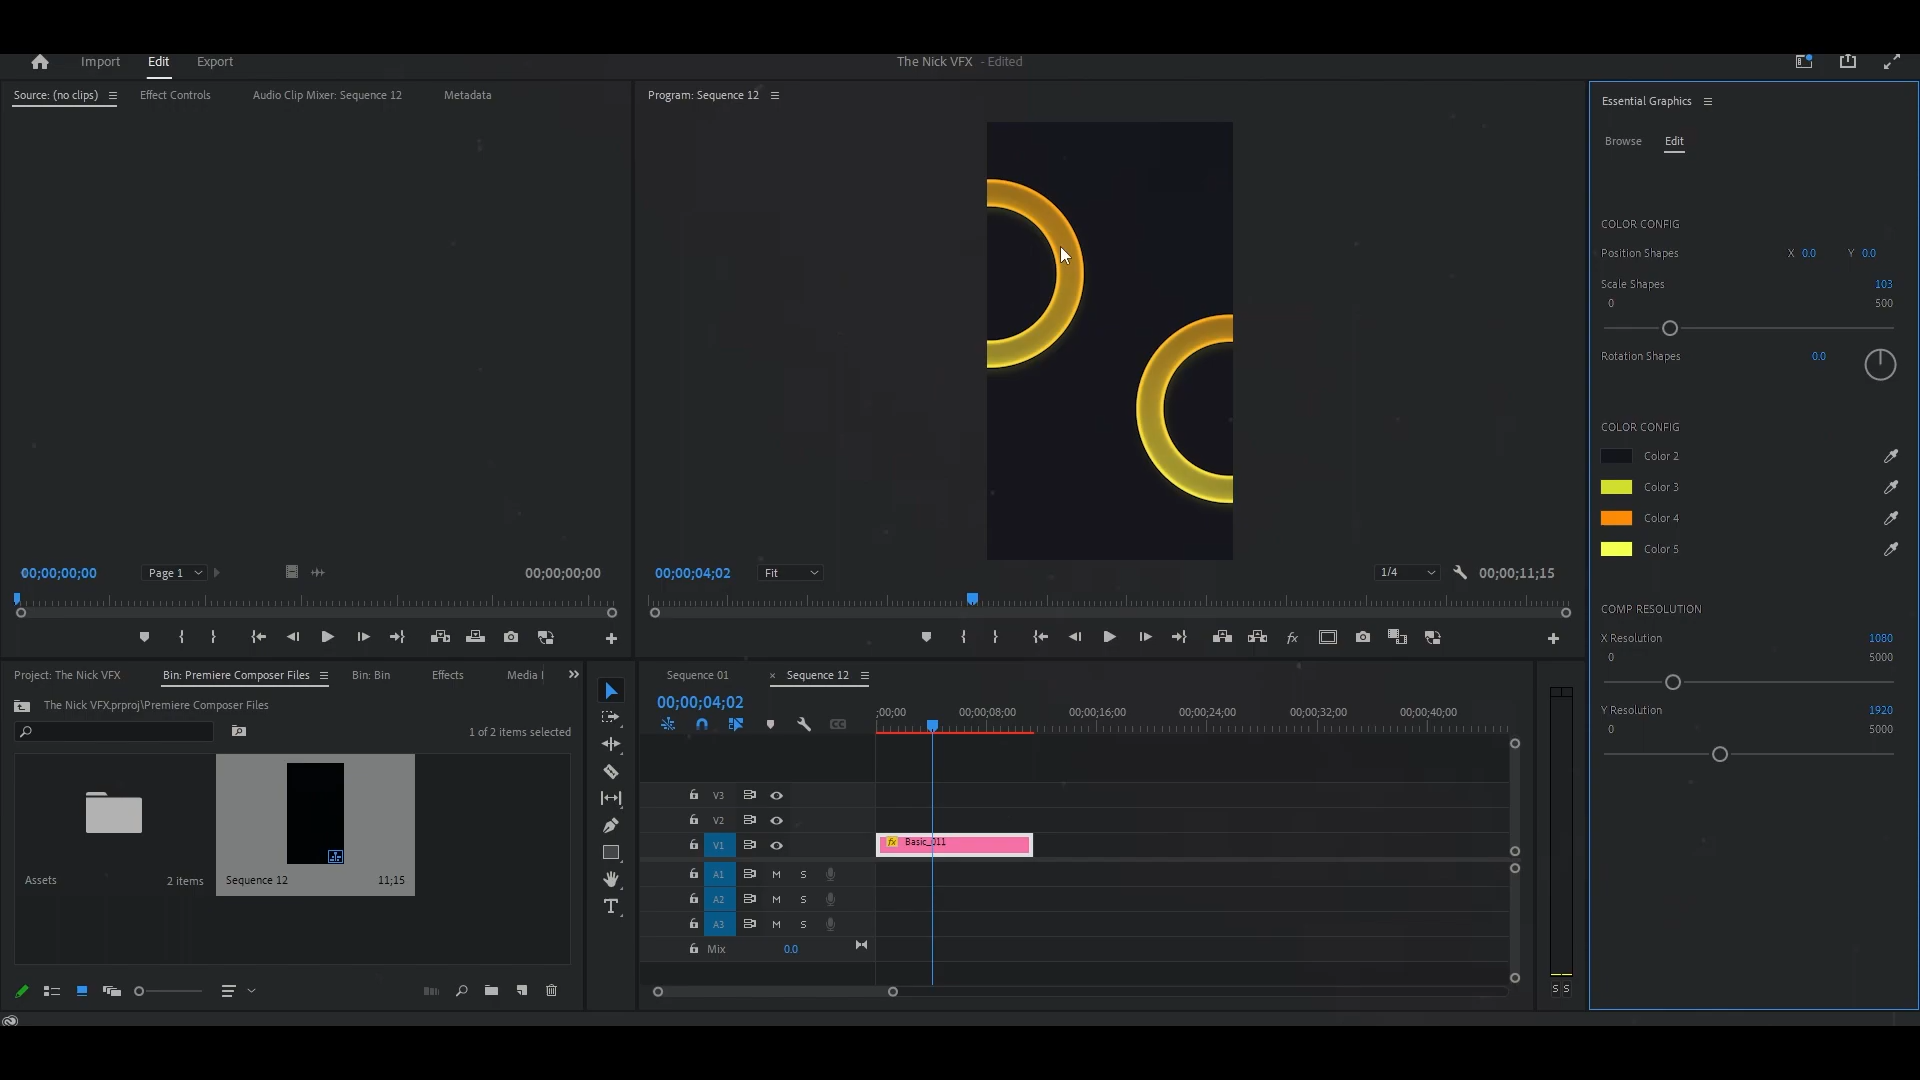 Import Edit Export The Nick VFX - Edited
Source: (no clips) Effect Controls Audio Clip Mixer: Sequence 12 Metadata
Program: Sequence 12
Essential Graphics
Browse Edit
COLOR CONFIG
Position Shapes X 0.0 Y 0.0
Scale Shapes 103
0 500
Rotation Shapes 0.0
COLOR CONFIG
Color 2
Color 3
Color 4
Color 5
COMP RESOLUTION
X Resolution 1080
0 5000
Y Resolution 1920
0 5000
00;00;00;00 Page 1 00;00;00;00
00;00;04;02 Fit 1/4 00;00;11;15
fx
Project: The Nick VFX Bin: Premiere Composer Files Bin: Bin Effects Media
The Nick VFX.prproj\Premiere Composer Files
1 of 2 items selected
Assets 2 items
Sequence 12 11;15
Sequence 01 × Sequence 12
00;00;04;02
;00;00 00;00;08;00 00;00;16;00 00;00;24;00 00;00;32;00 00;00;40;00
CC
V3
V2
V1 fx Basic_011
A1 M S
A2 M S
A3 M S
Mix 0.0
T
S S